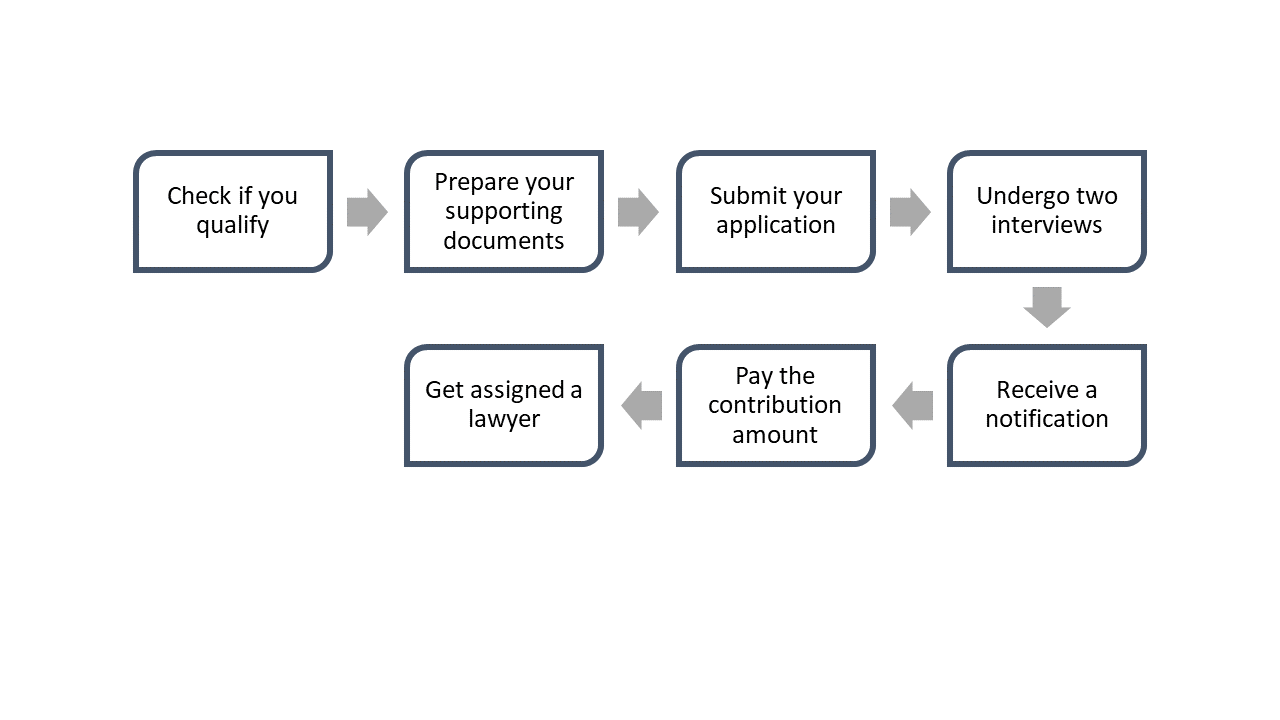 Check if you
qualify
Prepare your
supporting
documents
Submit your
application
Undergo two
interviews
Receive a
notification
Pay the
contribution
amount
Get assigned a
lawyer